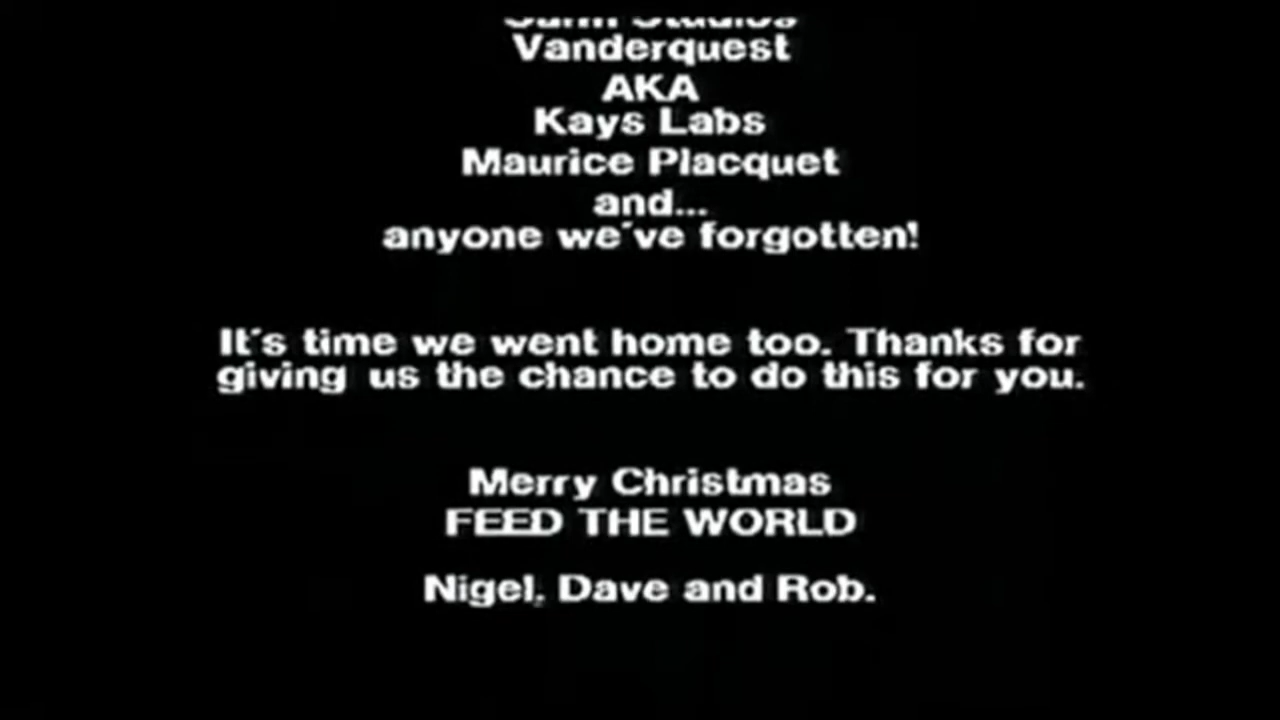 Vanderquest
AKA
Kays Labs
Maurice Placquet
and...
anyone we've forgotten!
It's time we went home too. Thanks for
giving us the chance to do this for you.
Merry Christmas
FEED THE WORLD
Nigel, Dave and Rob.